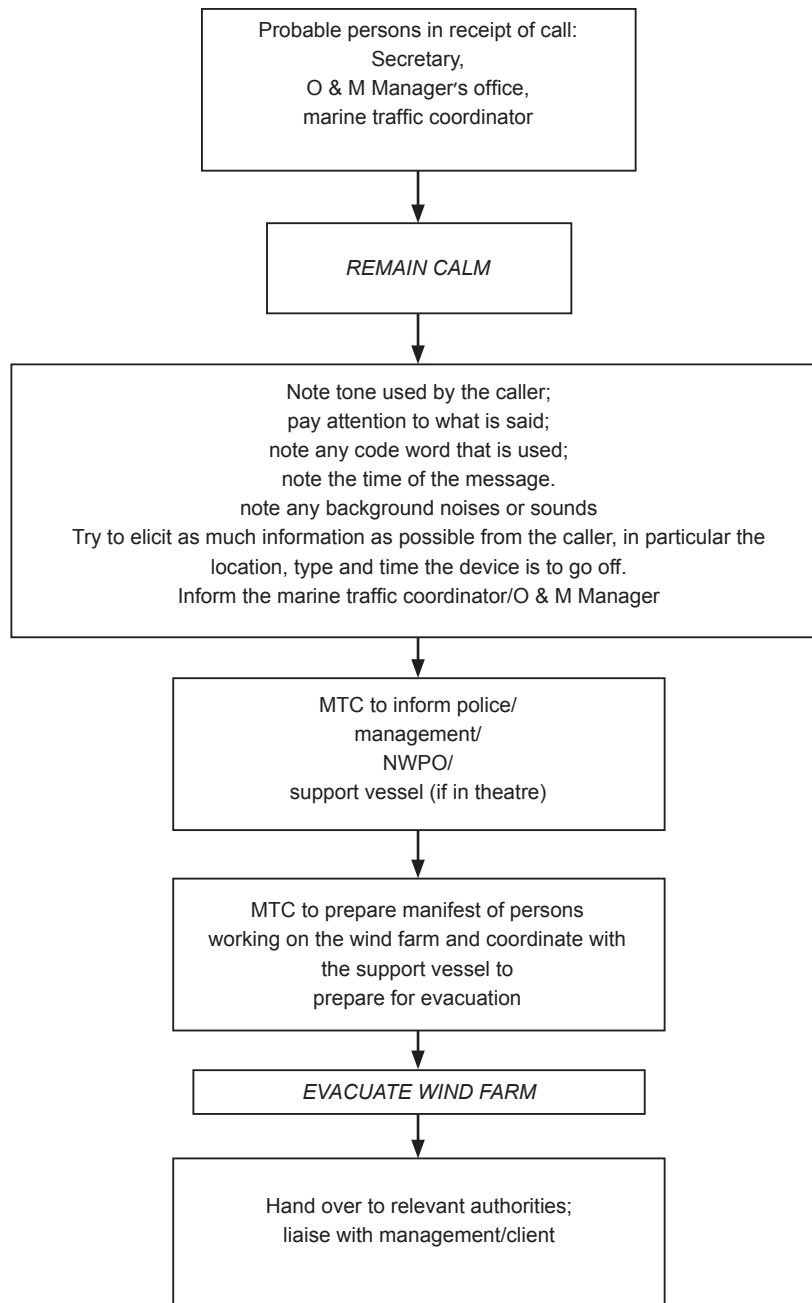 Probable persons in receipt of call:
Secretary,
O & M Manager's office,
marine traffic coordinator
REMAIN CALM
Note tone used by the caller;
pay attention to what is said;
note any code word that is used;
note the time of the message.
note any background noises or sounds
Try to elicit as much information as possible from the caller, in particular the
location, type and time the device is to go off.
Inform the marine traffic coordinator/O & M Manager
MTC to inform police/
management/
NWPO/
support vessel (if in theatre)
MTC to prepare manifest of persons
working on the wind farm and coordinate with
the support vessel to
prepare for evacuation
EVACUATE WIND FARM
Hand over to relevant authorities;
liaise with management/client